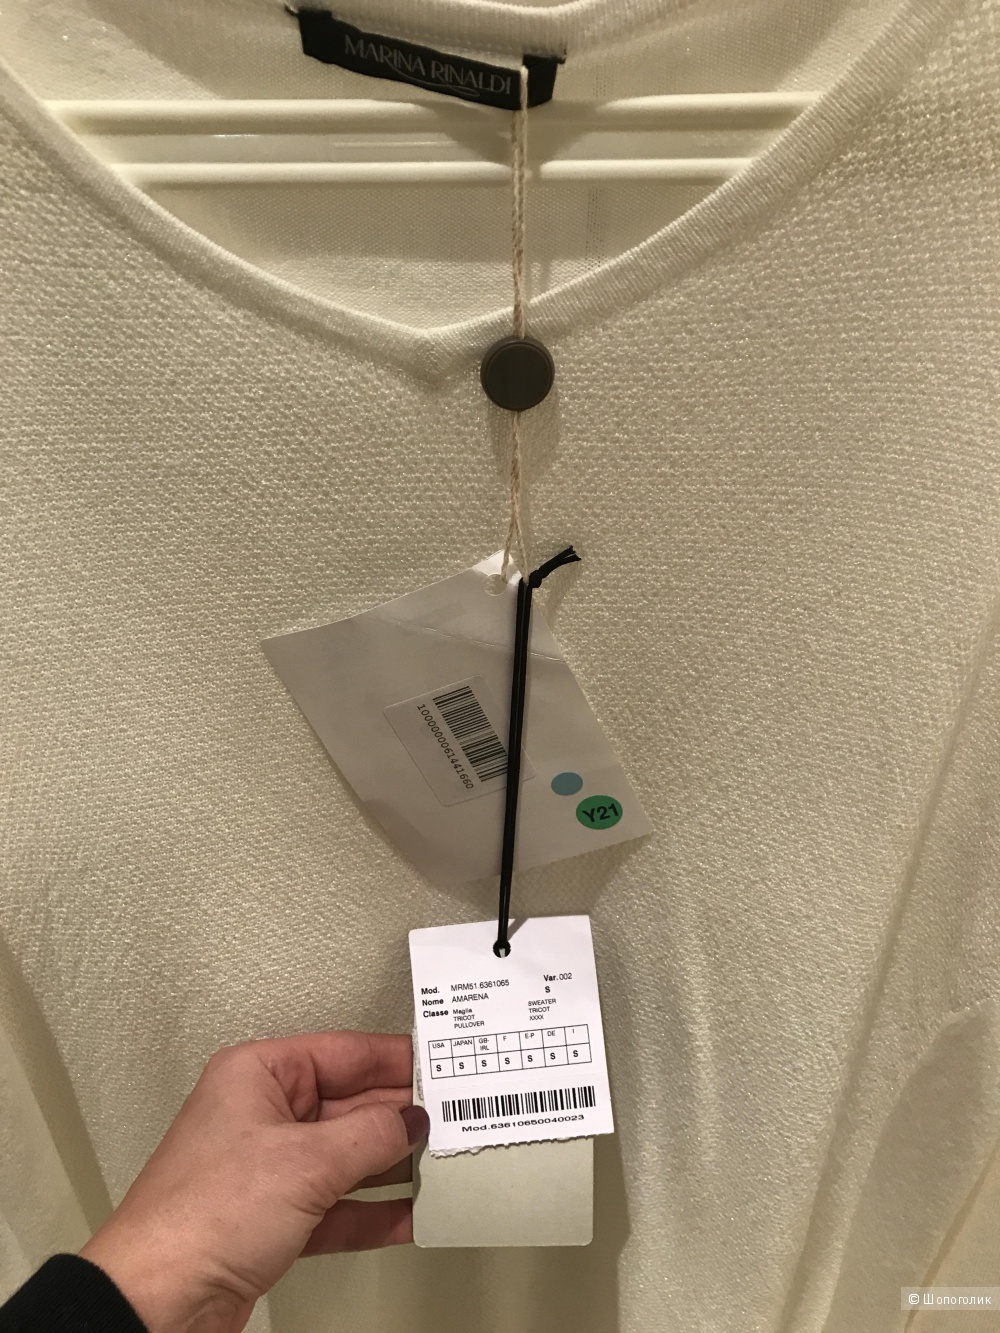 MARINA RINALDI
1000000061441660
Y21
Mod. MRM51.6361065 Var. 002
Nome AMARENA S
Classe Maglia SWEATER
TRICOT TRICOT
PULLOVER XXXX
USA JAPAN GB-IRL F E-P DE I
S S S S S S S
Mod.63610650040023
© Шопоголик